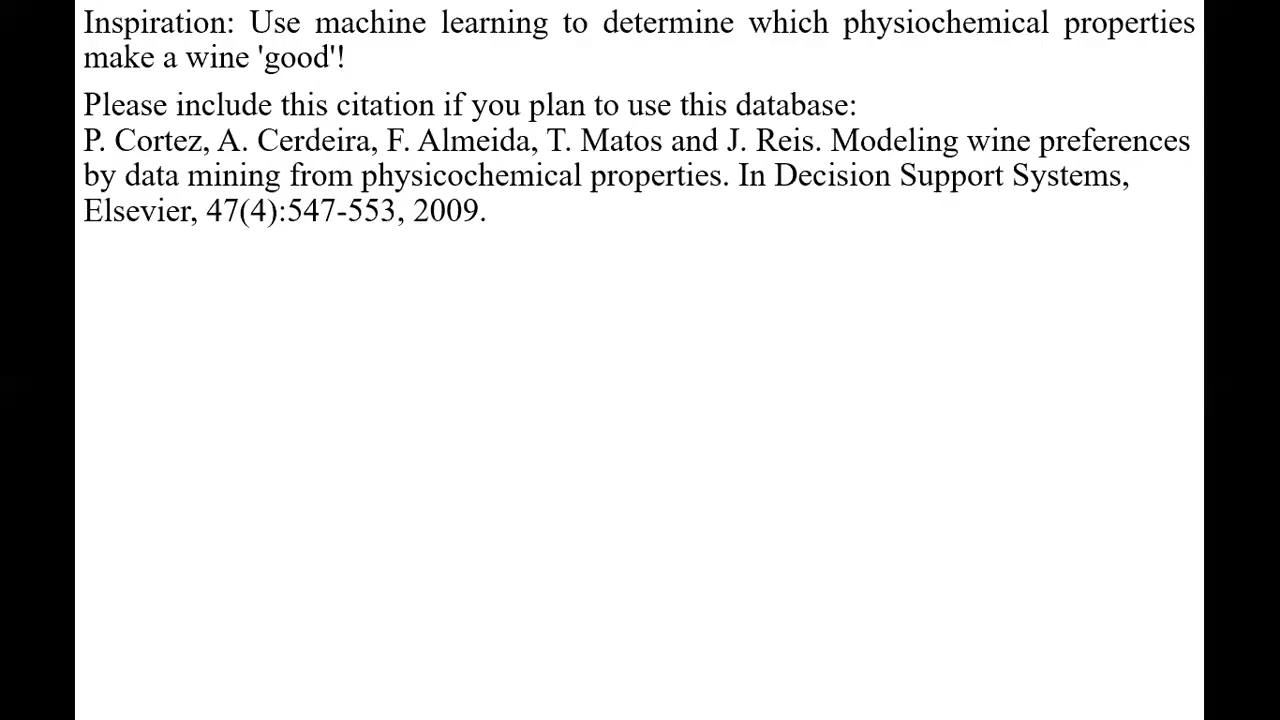 Inspiration: Use machine learning to determine which physiochemical properties
make a wine 'good'!
Please include this citation if you plan to use this database:
P. Cortez, A. Cerdeira, F. Almeida, T. Matos and J. Reis. Modeling wine preferences
by data mining from physicochemical properties. In Decision Support Systems,
Elsevier, 47(4):547-553, 2009.